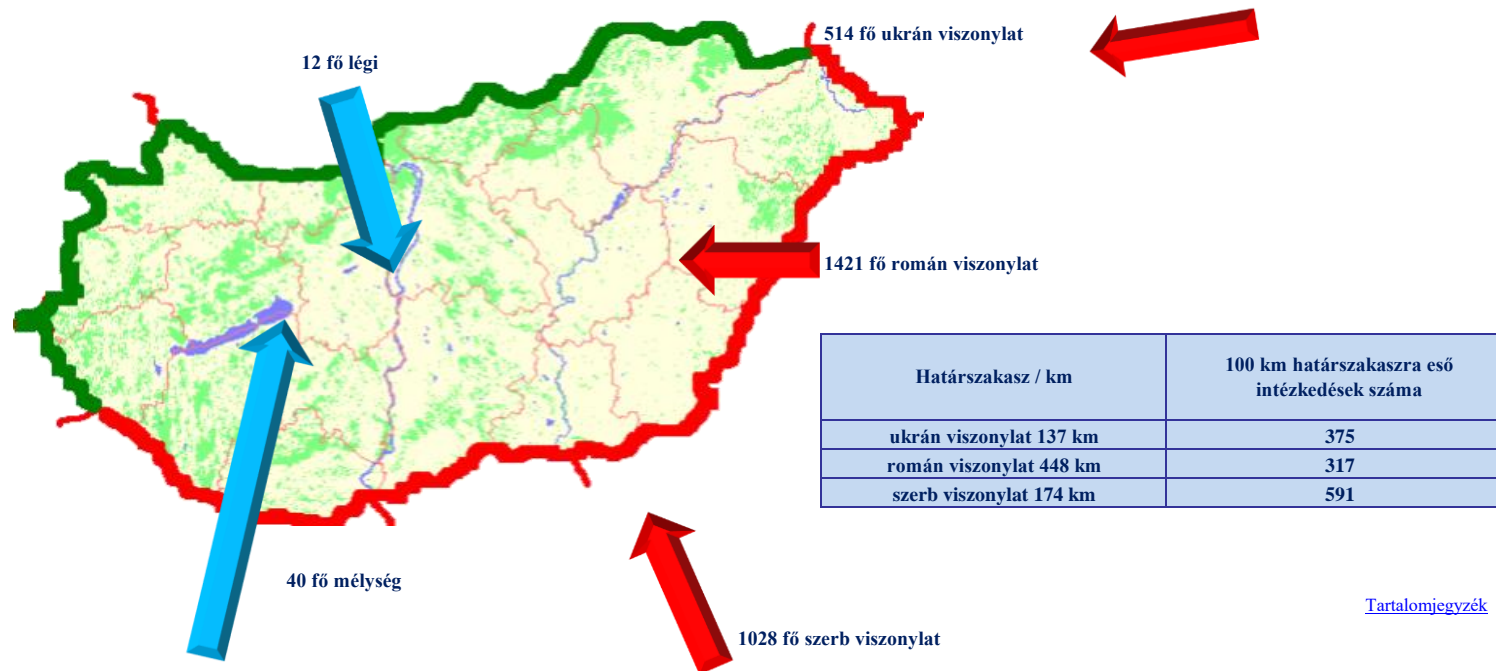 514 fő ukrán viszonylat
12 fő légi
1421 fő román viszonylat
Határszakasz / km
100 km határszakaszra eső
intézkedések száma
ukrán viszonylat 137 km 375
román viszonylat 448 km 317
szerb viszonylat 174 km 591
40 fő mélység
1028 fő szerb viszonylat
Tartalomjegyzék